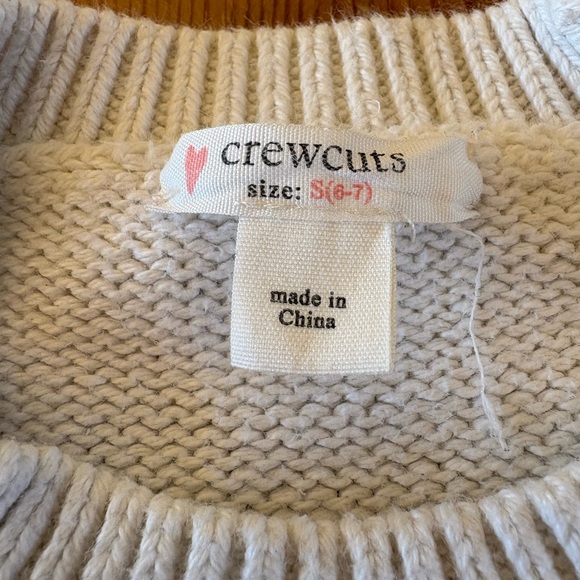 crewcuts
size: S(6-7)
made in
China